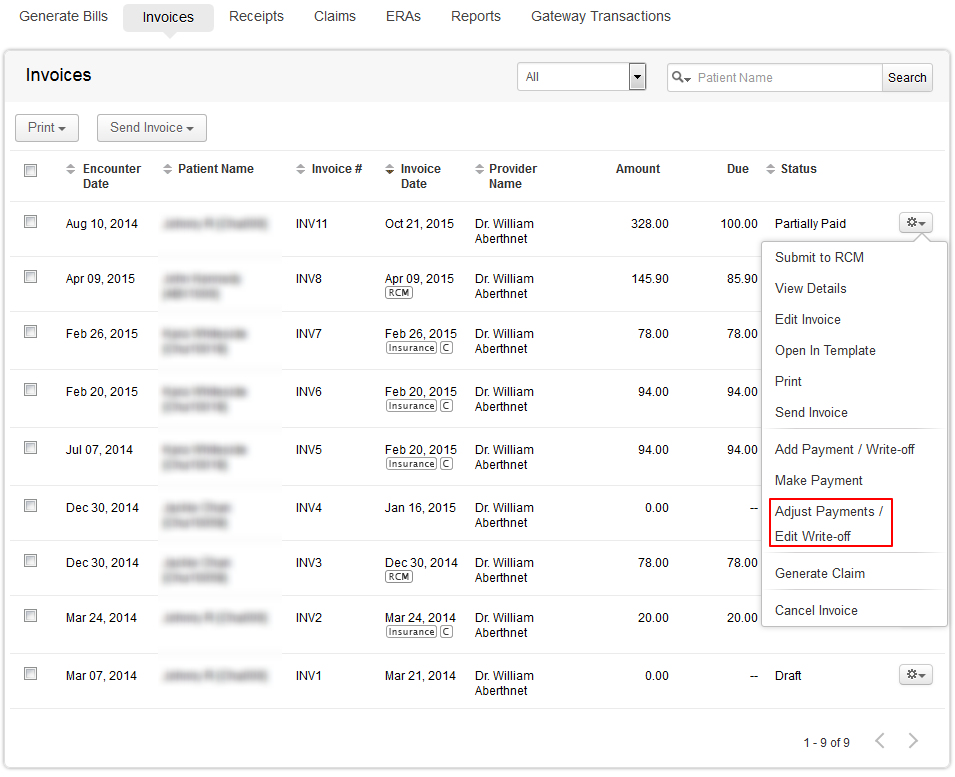 Generate Bills Invoices Receipts Claims ERAs Reports Gateway Transactions
Invoices
All
Patient Name
Search
Print
Send Invoice
Encounter Date
Patient Name
Invoice #
Invoice Date
Provider Name
Amount
Due
Status
Aug 10, 2014 INV11 Oct 21, 2015 Dr. William 328.00 100.00 Partially Paid
Aberthnet
Apr 09, 2015 INV8 Apr 09, 2015 Dr. William 145.90 85.90
RCM Aberthnet
Feb 26, 2015 INV7 Feb 26, 2015 Dr. William 78.00 78.00
Insurance C Aberthnet
Feb 20, 2015 INV6 Feb 20, 2015 Dr. William 94.00 94.00
Insurance C Aberthnet
Jul 07, 2014 INV5 Feb 20, 2015 Dr. William 94.00 94.00
Insurance C Aberthnet
Dec 30, 2014 INV4 Jan 16, 2015 Dr. William 0.00 --
Aberthnet
Dec 30, 2014 INV3 Dec 30, 2014 Dr. William 78.00 78.00
RCM Aberthnet
Mar 24, 2014 INV2 Mar 24, 2014 Dr. William 20.00 20.00
Insurance C Aberthnet
Mar 07, 2014 INV1 Mar 21, 2014 Dr. William 0.00 -- Draft
Aberthnet
Submit to RCM
View Details
Edit Invoice
Open In Template
Print
Send Invoice
Add Payment / Write-off
Make Payment
Adjust Payments /
Edit Write-off
Generate Claim
Cancel Invoice
1 - 9 of 9